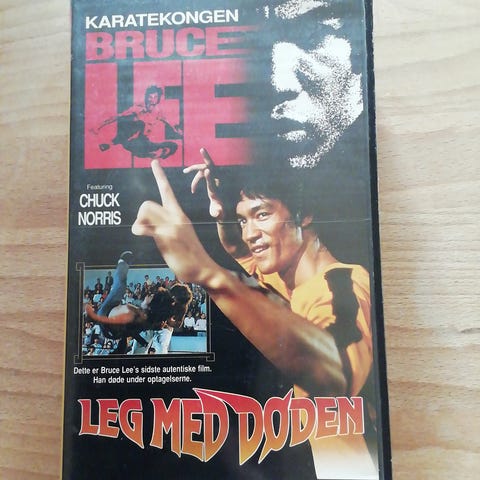 KARATEKONGEN
BRUCE
LEE
Featuring
CHUCK
NORRIS
Dette er Bruce Lee's sidste autentiske film.
Han døde under optagelserne.
LEG MED DØDEN